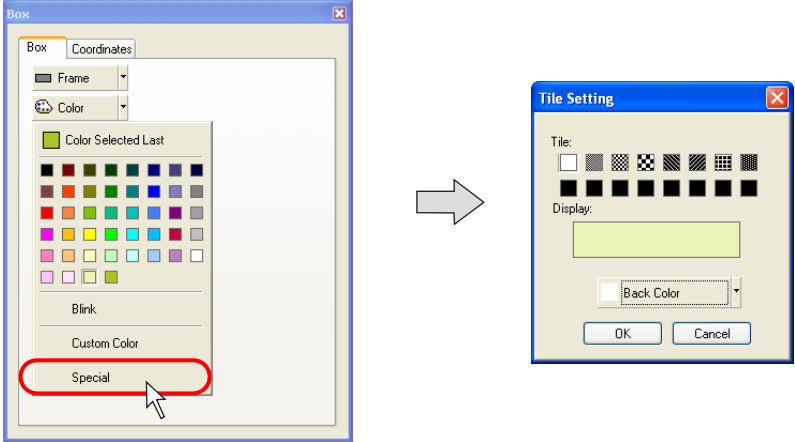 Box
Box
Coordinates
Frame
Color
Color Selected Last
Blink
Custom Color
Special
Tile Setting
Tile:
Display:
Back Color
OK
Cancel